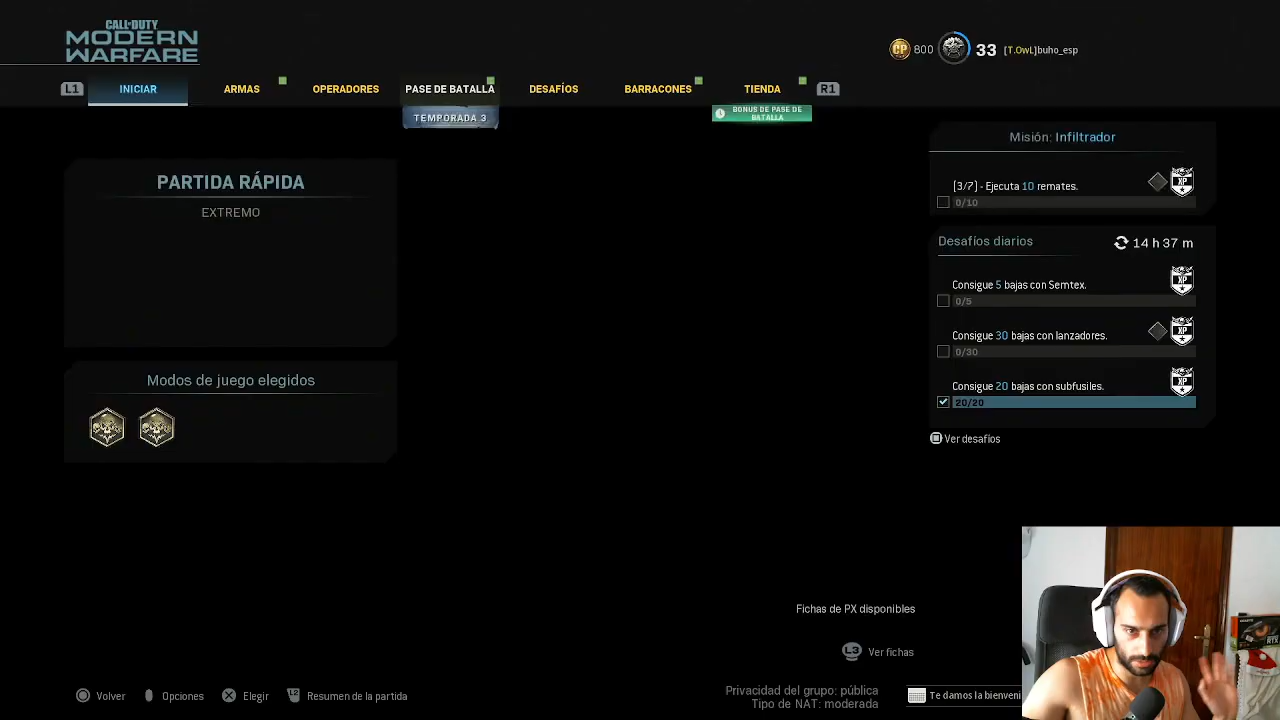 CALL OF DUTY
MODERN
WARFARE
CP 800 33 [T.OwL]buho_esp
L1 INICIAR ARMAS OPERADORES PASE DE BATALLA DESAFÍOS BARRACONES TIENDA R1
TEMPORADA 3
BONUS DE PASE DE
BATALLA
PARTIDA RÁPIDA
EXTREMO
Modos de juego elegidos
Misión: Infiltrador
[3/7] - Ejecuta 10 remates.
XP
0/10
Desafíos diarios 14 h 37 m
Consigue 5 bajas con Semtex.
XP
0/5
Consigue 30 bajas con lanzadores.
XP
0/30
Consigue 20 bajas con subfusiles.
XP
20/20
Ver desafíos
Fichas de PX disponibles
L3 Ver fichas
Volver Opciones Elegir L2 Resumen de la partida
Privacidad del grupo: pública
Tipo de NAT: moderada
Te damos la bienveni